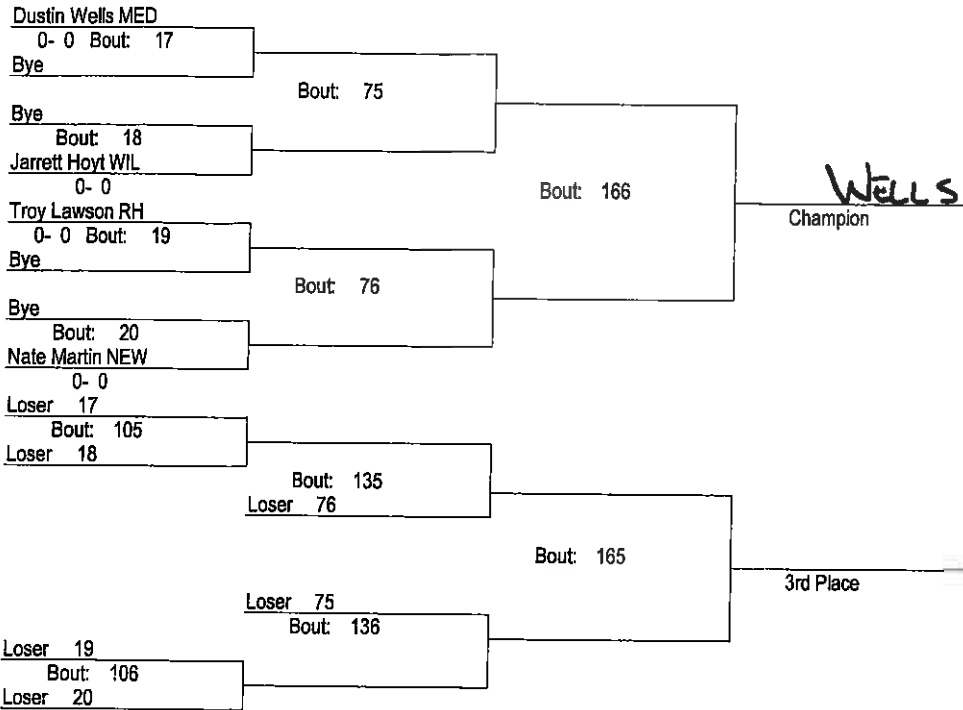 Dustin Wells MED
0- 0 Bout: 17
Bye
Bout: 75
Bye
Bout: 18
Jarrett Hoyt WIL
0- 0
Bout: 166
WELLS
Champion
Troy Lawson RH
0- 0 Bout: 19
Bye
Bout: 76
Bye
Bout: 20
Nate Martin NEW
0- 0
Loser 17
Bout: 105
Loser 18
Bout: 135
Loser 76
Bout: 165
3rd Place
Loser 75
Bout: 136
Loser 19
Bout: 106
Loser 20